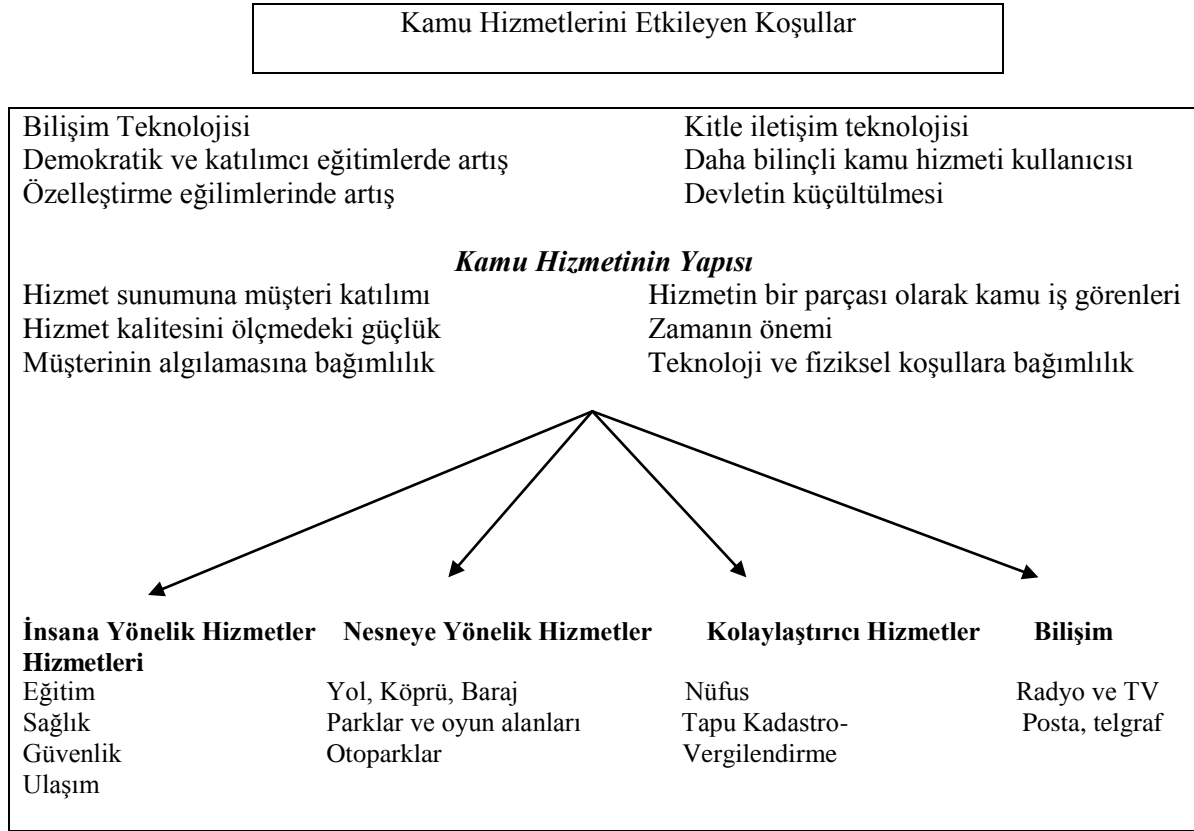 Kamu Hizmetlerini Etkileyen Koşullar
Bilişim Teknolojisi Kitle iletişim teknolojisi
Demokratik ve katılımcı eğitimlerde artış Daha bilinçli kamu hizmeti kullanıcısı
Özelleştirme eğilimlerinde artış Devletin küçültülmesi
Kamu Hizmetinin Yapısı
Hizmet sunumuna müşteri katılımı Hizmetin bir parçası olarak kamu iş görenleri
Hizmet kalitesini ölçmedeki güçlük Zamanın önemi
Müşterinin algılamasına bağımlılık Teknoloji ve fiziksel koşullara bağımlılık
İnsana Yönelik Hizmetler Nesneye Yönelik Hizmetler Kolaylaştırıcı Hizmetler Bilişim
Hizmetleri
Eğitim Yol, Köprü, Baraj Nüfus Radyo ve TV
Sağlık Parklar ve oyun alanları Tapu Kadastro- Posta, telgraf
Güvenlik Otoparklar Vergilendirme
Ulaşım